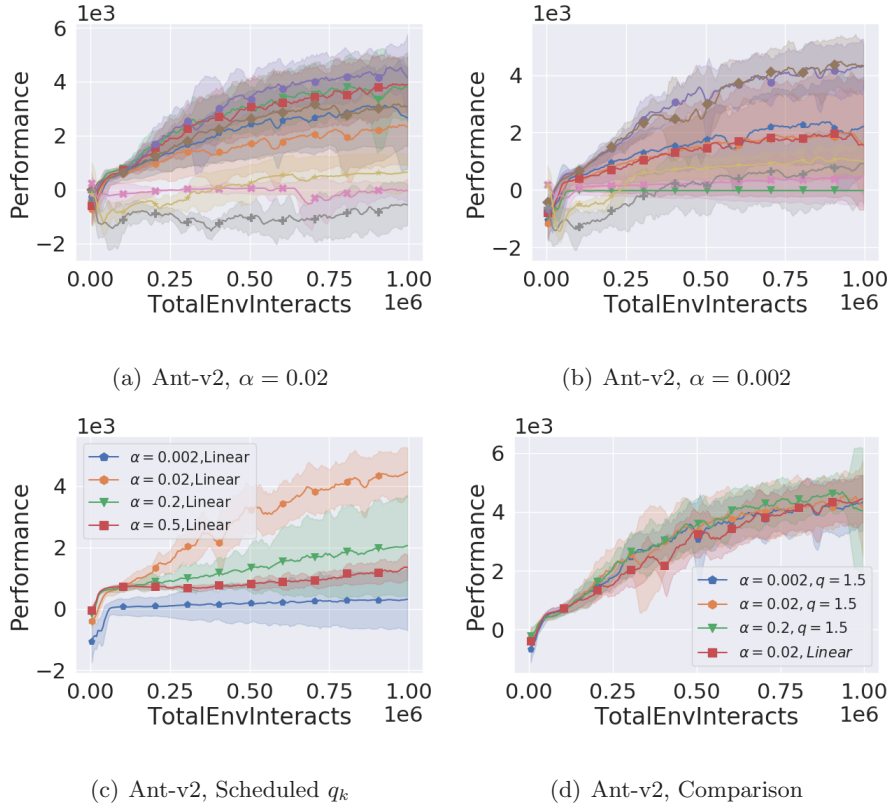 1e3
Performance
6
4
2
0
−2
0.00
0.25
0.50
0.75
1.00
TotalEnvInteracts
1e6
(a) Ant-v2, α = 0.02
1e3
Performance
4
2
0
−2
0.00
0.25
0.50
0.75
1.00
TotalEnvInteracts
1e6
(b) Ant-v2, α = 0.002
1e3
Performance
4
2
0
−2
α = 0.002,Linear
α = 0.02,Linear
α = 0.2,Linear
α = 0.5,Linear
0.00
0.25
0.50
0.75
1.00
TotalEnvInteracts
1e6
(c) Ant-v2, Scheduled qk
1e3
Performance
6
4
2
0
α = 0.002, q = 1.5
α = 0.02, q = 1.5
α = 0.2, q = 1.5
α = 0.02, Linear
0.00
0.25
0.50
0.75
1.00
TotalEnvInteracts
1e6
(d) Ant-v2, Comparison